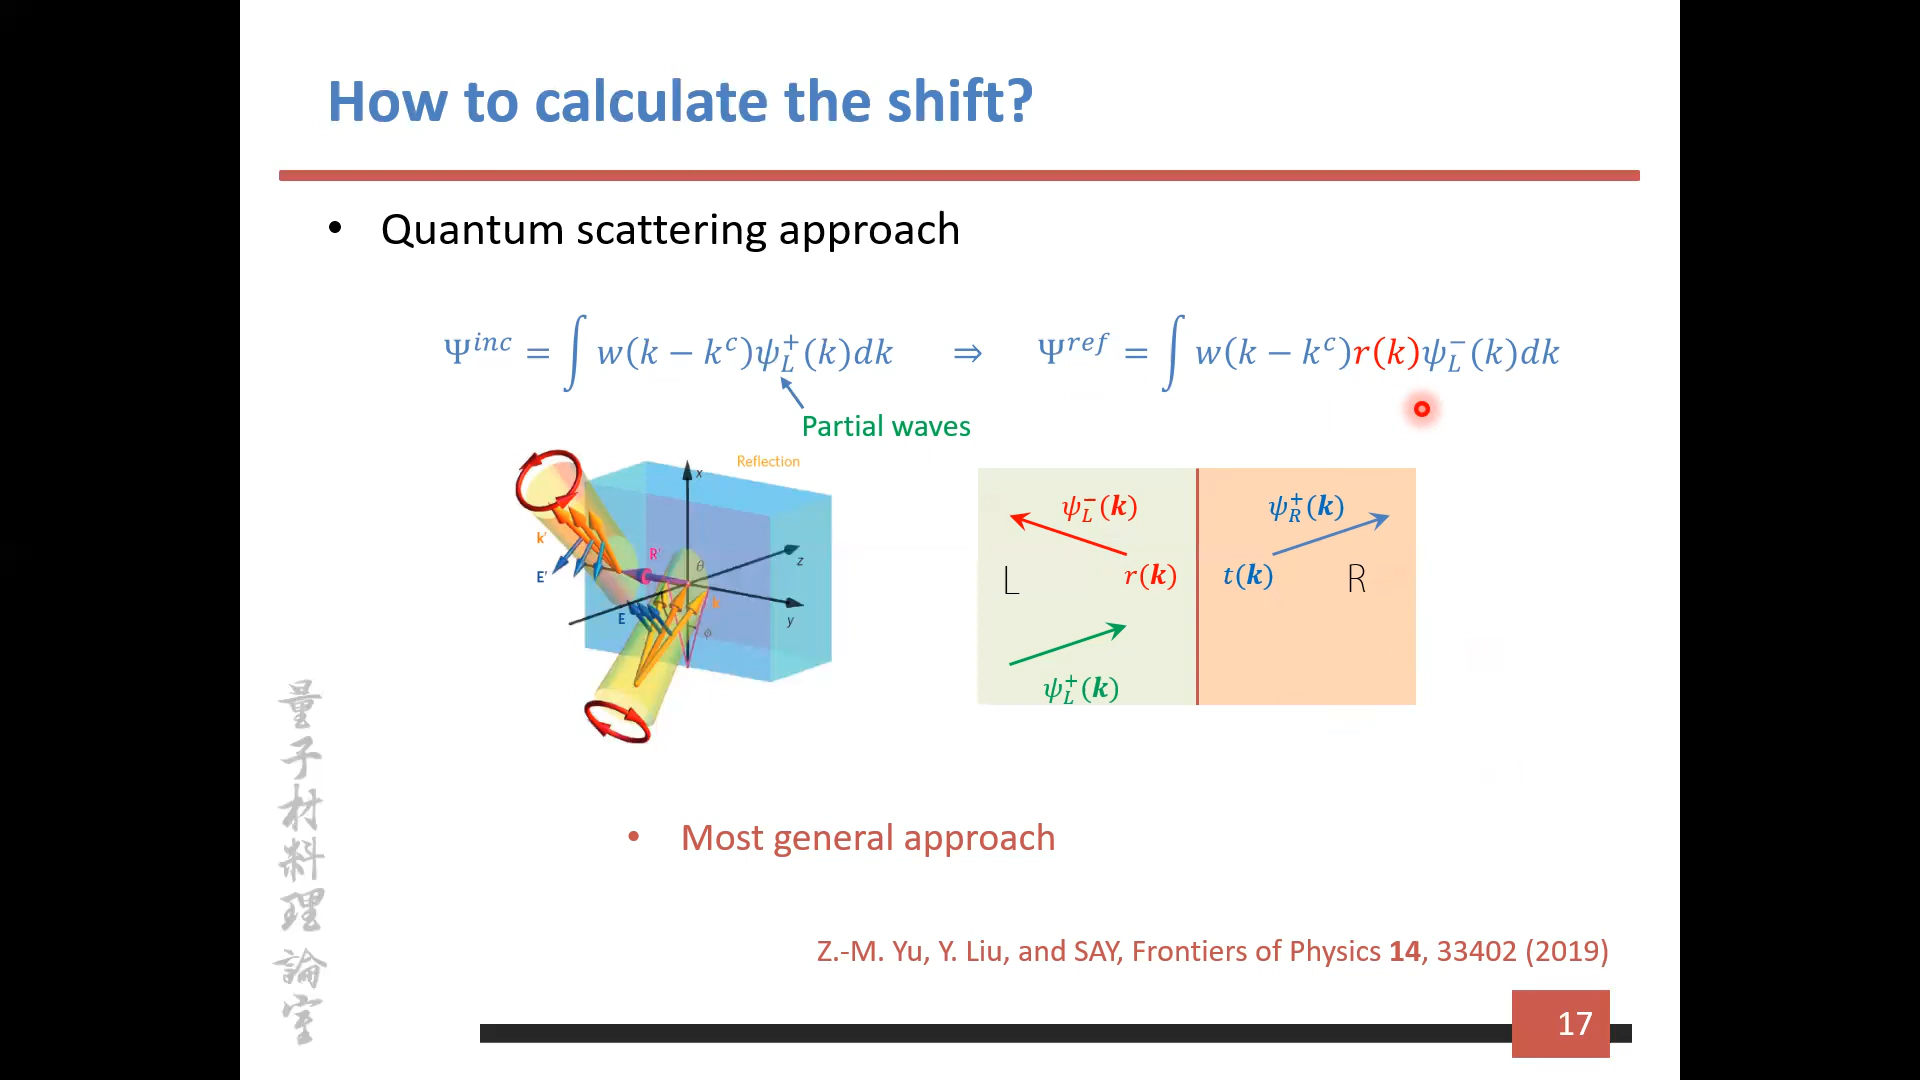 How to calculate the shift?
• Quantum scattering approach
Ψ^{inc} = ∫ w(k − k^c)ψ_L^+(k)dk ⇒ Ψ^{ref} = ∫ w(k − k^c)r(k)ψ_L^−(k)dk
Partial waves
Reflection
x
k'
E'
R'
θ
z
E
k
y
ϕ
ψ_L^−(k)
ψ_R^+(k)
L
r(k)
t(k)
R
ψ_L^+(k)
• Most general approach
量子材料理論室
Z.-M. Yu, Y. Liu, and SAY, Frontiers of Physics 14, 33402 (2019)
17